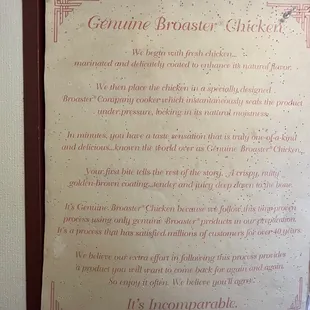 Genuine Broaster® Chicken
We begin with fresh chicken...
marinated and delicately coated to enhance its natural flavor.
We then place the chicken in a specially designed
Broaster® Company cooker which instantaneously seals the product
under pressure, locking in its natural moistness.
In minutes, you have a taste sensation that is truly one-of-a-kind
and delicious...known the world over as Genuine Broaster® Chicken.
Your first bite tells the rest of the story. A crispy,
golden-brown coating...tender and juicy deep down to the bone.
It's Genuine Broaster® Chicken because we follow this step
process using only genuine Broaster® products in our preparation.
It's a process that has satisfied millions of customers for over 40 years.
We believe our extra effort in following this process provides
a product you will want to come back for again and again.
So enjoy it often. We believe you'll agree:
It's Incomparable.